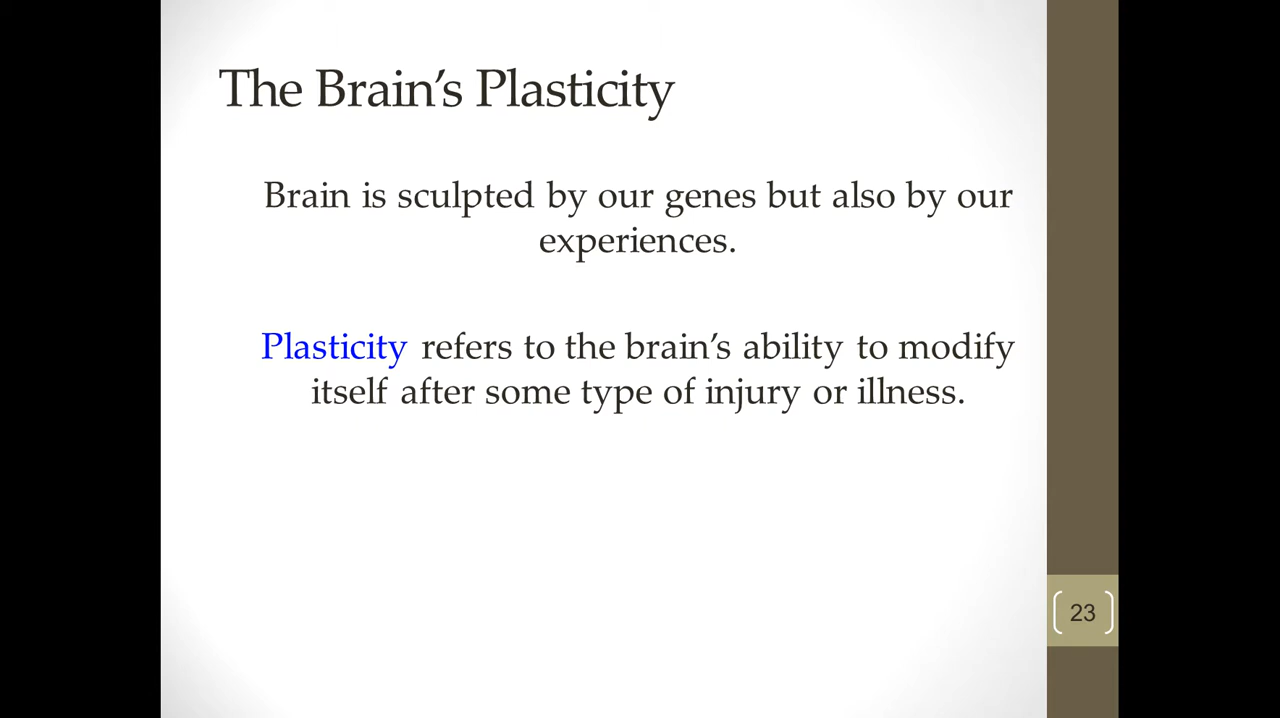 The Brain’s Plasticity
Brain is sculpted by our genes but also by our
experiences.
Plasticity refers to the brain’s ability to modify
itself after some type of injury or illness.
23